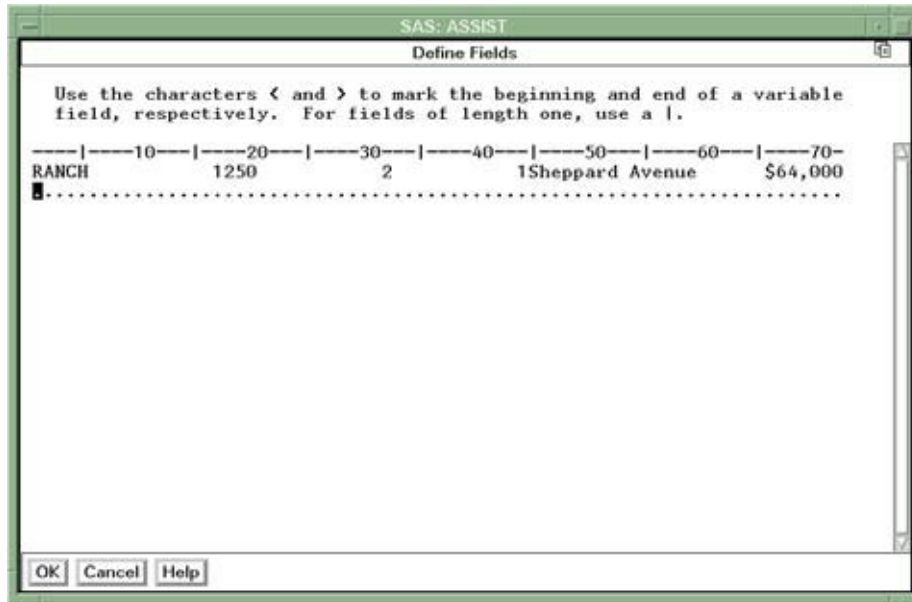 SAS: ASSIST
Define Fields
Use the characters < and > to mark the beginning and end of a variable
field, respectively.  For fields of length one, use a |.
----|----10---|----20---|----30---|----40---|----50---|----60---|----70-
RANCH           1250           2           1Sheppard Avenue      $64,000
.......................................................................
OK Cancel Help